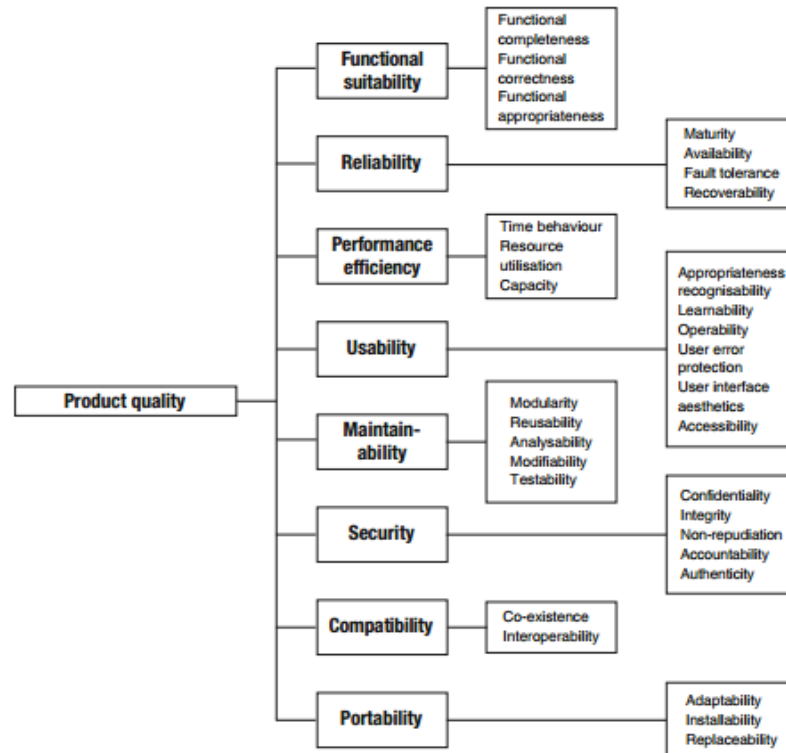 Product quality
Functional
suitability
Functional
completeness
Functional
correctness
Functional
appropriateness
Reliability
Maturity
Availability
Fault tolerance
Recoverability
Performance
efficiency
Time behaviour
Resource
utilisation
Capacity
Usability
Appropriateness
recognisability
Learnability
Operability
User error
protection
User interface
aesthetics
Accessibility
Maintain-
ability
Modularity
Reusability
Analysability
Modifiability
Testability
Security
Confidentiality
Integrity
Non-repudiation
Accountability
Authenticity
Compatibility
Co-existence
Interoperability
Portability
Adaptability
Installability
Replaceability